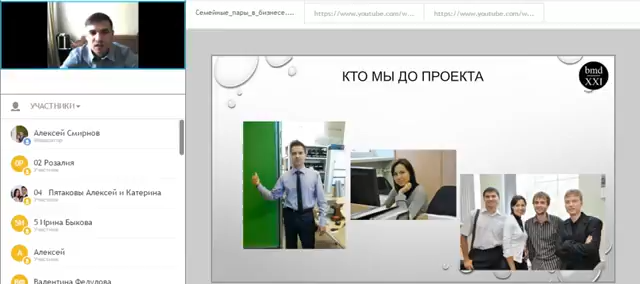 Семейные_пары_в_бизнесе....
https://www.youtube.com/w...
https://www.youtube.com/w...
УЧАСТНИКИ
Алексей Смирнов
Модератор
02 Розалия
Участник
04 Пятаковы Алексей и Катерина
Участник
5 Ирина Быкова
Участник
Алексей
Участник
Валентина Федулова
КТО МЫ ДО ПРОЕКТА
bmd
XXI